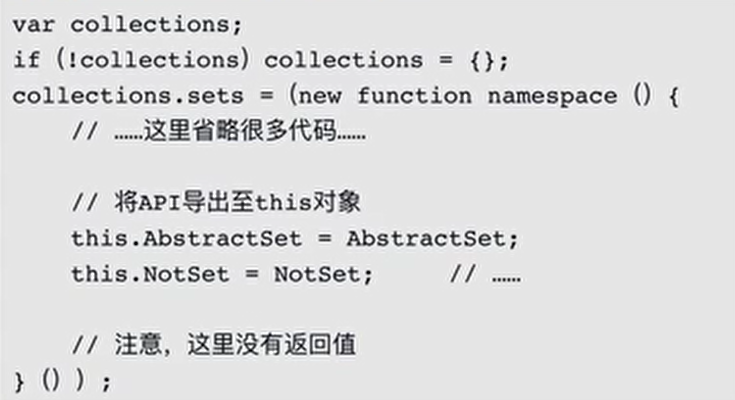 var collections;
if (!collections) collections = {};
collections.sets = (new function namespace () {
    // ……这里省略很多代码……

    // 将API导出至this对象
    this.AbstractSet = AbstractSet;
    this.NotSet = NotSet;     // ……

    // 注意，这里没有返回值
} () ) ;